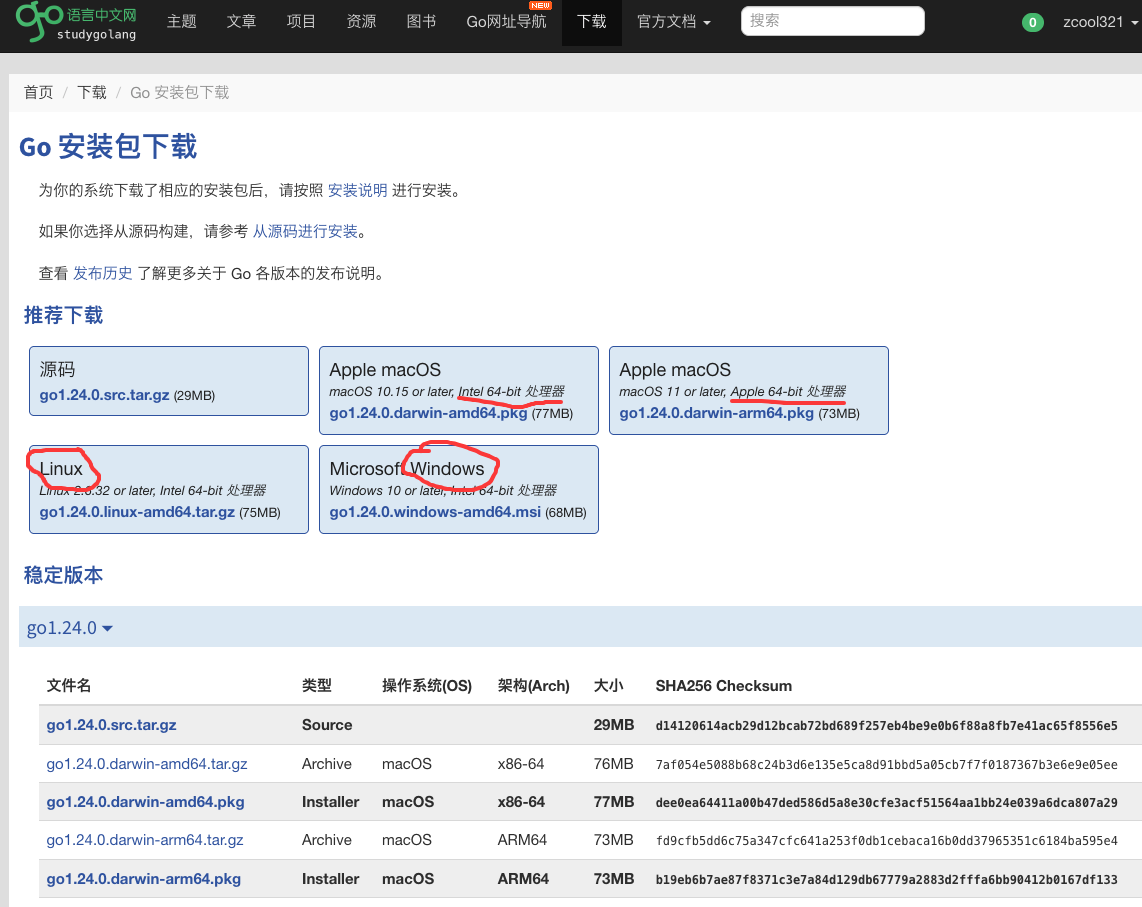 go 语言中文网 主题 文章 项目 资源 图书 Go网址导航 NEW 下载 官方文档 搜索 0 zcool321
studygolang
首页 / 下载 / Go 安装包下载
Go 安装包下载
为你的系统下载了相应的安装包后，请按照 安装说明 进行安装。
如果你选择从源码构建，请参考 从源码进行安装。
查看 发布历史 了解更多关于 Go 各版本的发布说明。
推荐下载
源码
go1.24.0.src.tar.gz (29MB)
Apple macOS
macOS 10.15 or later, Intel 64-bit 处理器
go1.24.0.darwin-amd64.pkg (77MB)
Apple macOS
macOS 11 or later, Apple 64-bit 处理器
go1.24.0.darwin-arm64.pkg (73MB)
Linux
Linux 2.6.32 or later, Intel 64-bit 处理器
go1.24.0.linux-amd64.tar.gz (75MB)
Microsoft Windows
Windows 10 or later, Intel 64-bit 处理器
go1.24.0.windows-amd64.msi (68MB)
稳定版本
go1.24.0
文件名 类型 操作系统(OS) 架构(Arch) 大小 SHA256 Checksum
go1.24.0.src.tar.gz Source 29MB d14120614acb29d12bcab72bd689f257eb4be9e0b6f88a8fb7e41ac65f8556e5
go1.24.0.darwin-amd64.tar.gz Archive macOS x86-64 76MB 7af054e5088b68c24b3d6e135e5ca8d91bbd5a05cb7f7f0187367b3e6e9e05ee
go1.24.0.darwin-amd64.pkg Installer macOS x86-64 77MB dee0ea64411a00b47ded586d5a8e30cfe3acf51564aa1bb24e039a6dca807a29
go1.24.0.darwin-arm64.tar.gz Archive macOS ARM64 73MB fd9cfb5dd6c75a347cfc641a253f0db1cebaca16b0dd37965351c6184ba595e4
go1.24.0.darwin-arm64.pkg Installer macOS ARM64 73MB b19eb6b7ae87f8371c3e7a84d129db67779a2883d2fffa6bb90412b0167df133